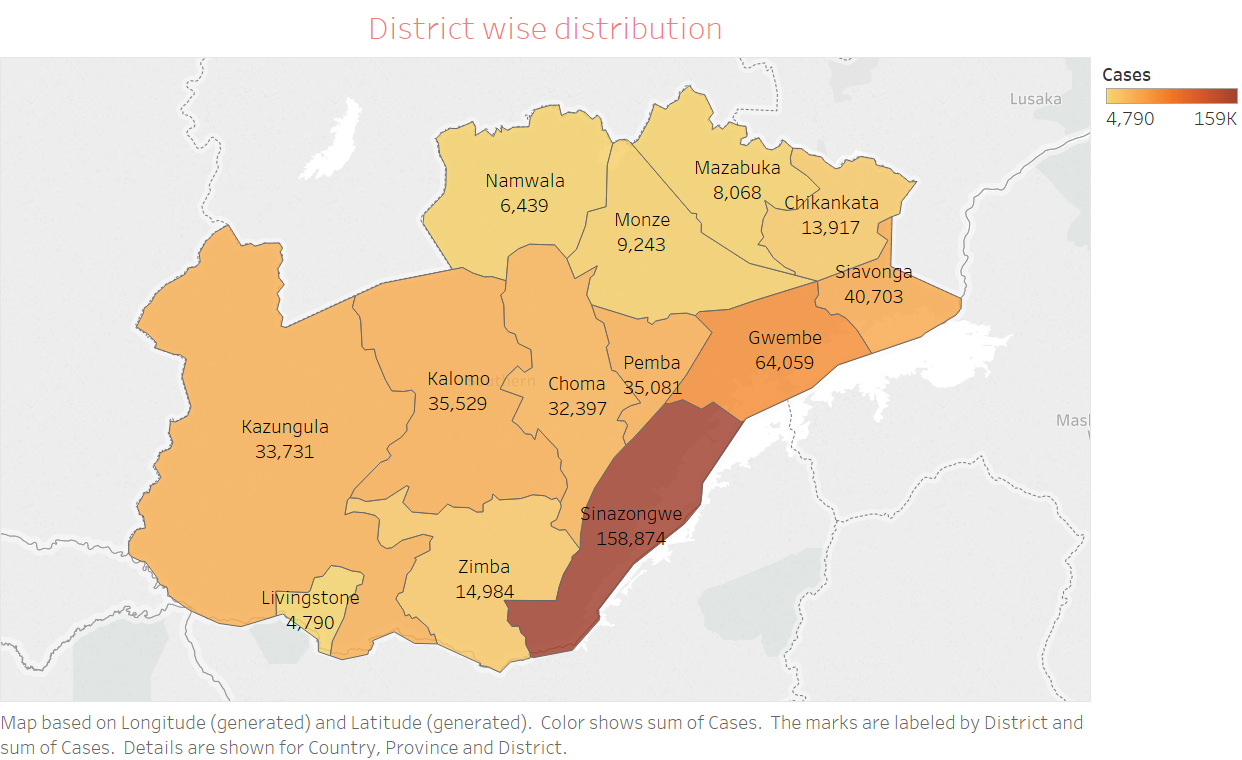 District wise distribution
Cases
4,790 159K
Lusaka
Namwala
6,439
Mazabuka
8,068
Chikankata
13,917
Monze
9,243
Siavonga
40,703
Gwembe
64,059
Pemba
35,081
Kalomo
35,529
Choma
32,397
Kazungula
33,731
Sinazongwe
158,874
Zimba
14,984
Livingstone
4,790
Map based on Longitude (generated) and Latitude (generated).  Color shows sum of Cases.  The marks are labeled by District and
sum of Cases.  Details are shown for Country, Province and District.